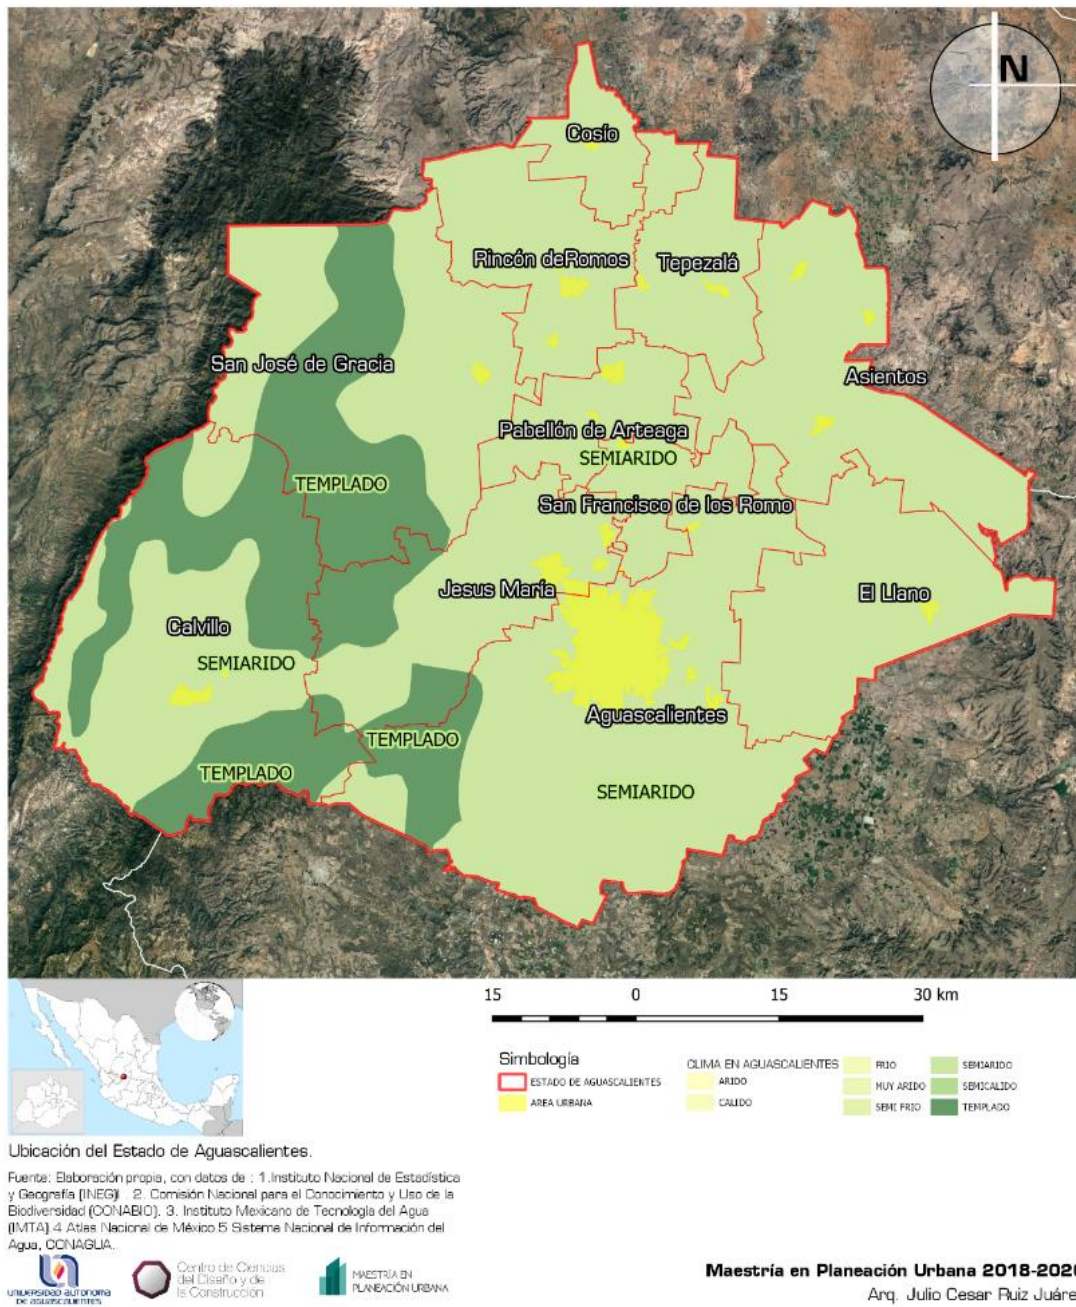 N
Cosío
Rincón deRomos
Tepezalá
San José de Gracia
Asientos
Pabellón de Arteaga
SEMIARIDO
TEMPLADO
San Francisco de los Romo
Jesus María
El Llano
Calvillo
SEMIARIDO
Aguascalientes
TEMPLADO
TEMPLADO
SEMIARIDO
15 0 15 30 km
Simbología
ESTADO DE AGUASCALIENTES
AREA URBANA
CLIMA EN AGUASCALIENTES
ARIDO
CALIDO
FRIO
MUY ARIDO
SEMI FRIO
SEMIARIDO
SEMICALIDO
TEMPLADO
Ubicación del Estado de Aguascalientes.
Fuente: Elaboración propia, con datos de : 1.Instituto Nacional de Estadística
y Geografía (INEGI) . 2. Comisión Nacional para el Conocimiento y Uso de la
Biodiversidad (CONABIO). 3. Instituto Mexicano de Tecnología del Agua
(IMTA).4 Atlas Nacional de México.5 Sistema Nacional de Información del
Agua, CONAGUA.
UNIVERSIDAD AUTONOMA
DE AGUASCALIENTES
Centro de Ciencias
del Diseño y de
la Construcción
MAESTRÍA EN
PLANEACIÓN URBANA
Maestría en Planeación Urbana 2018-2020
Arq. Julio Cesar Ruiz Juáre